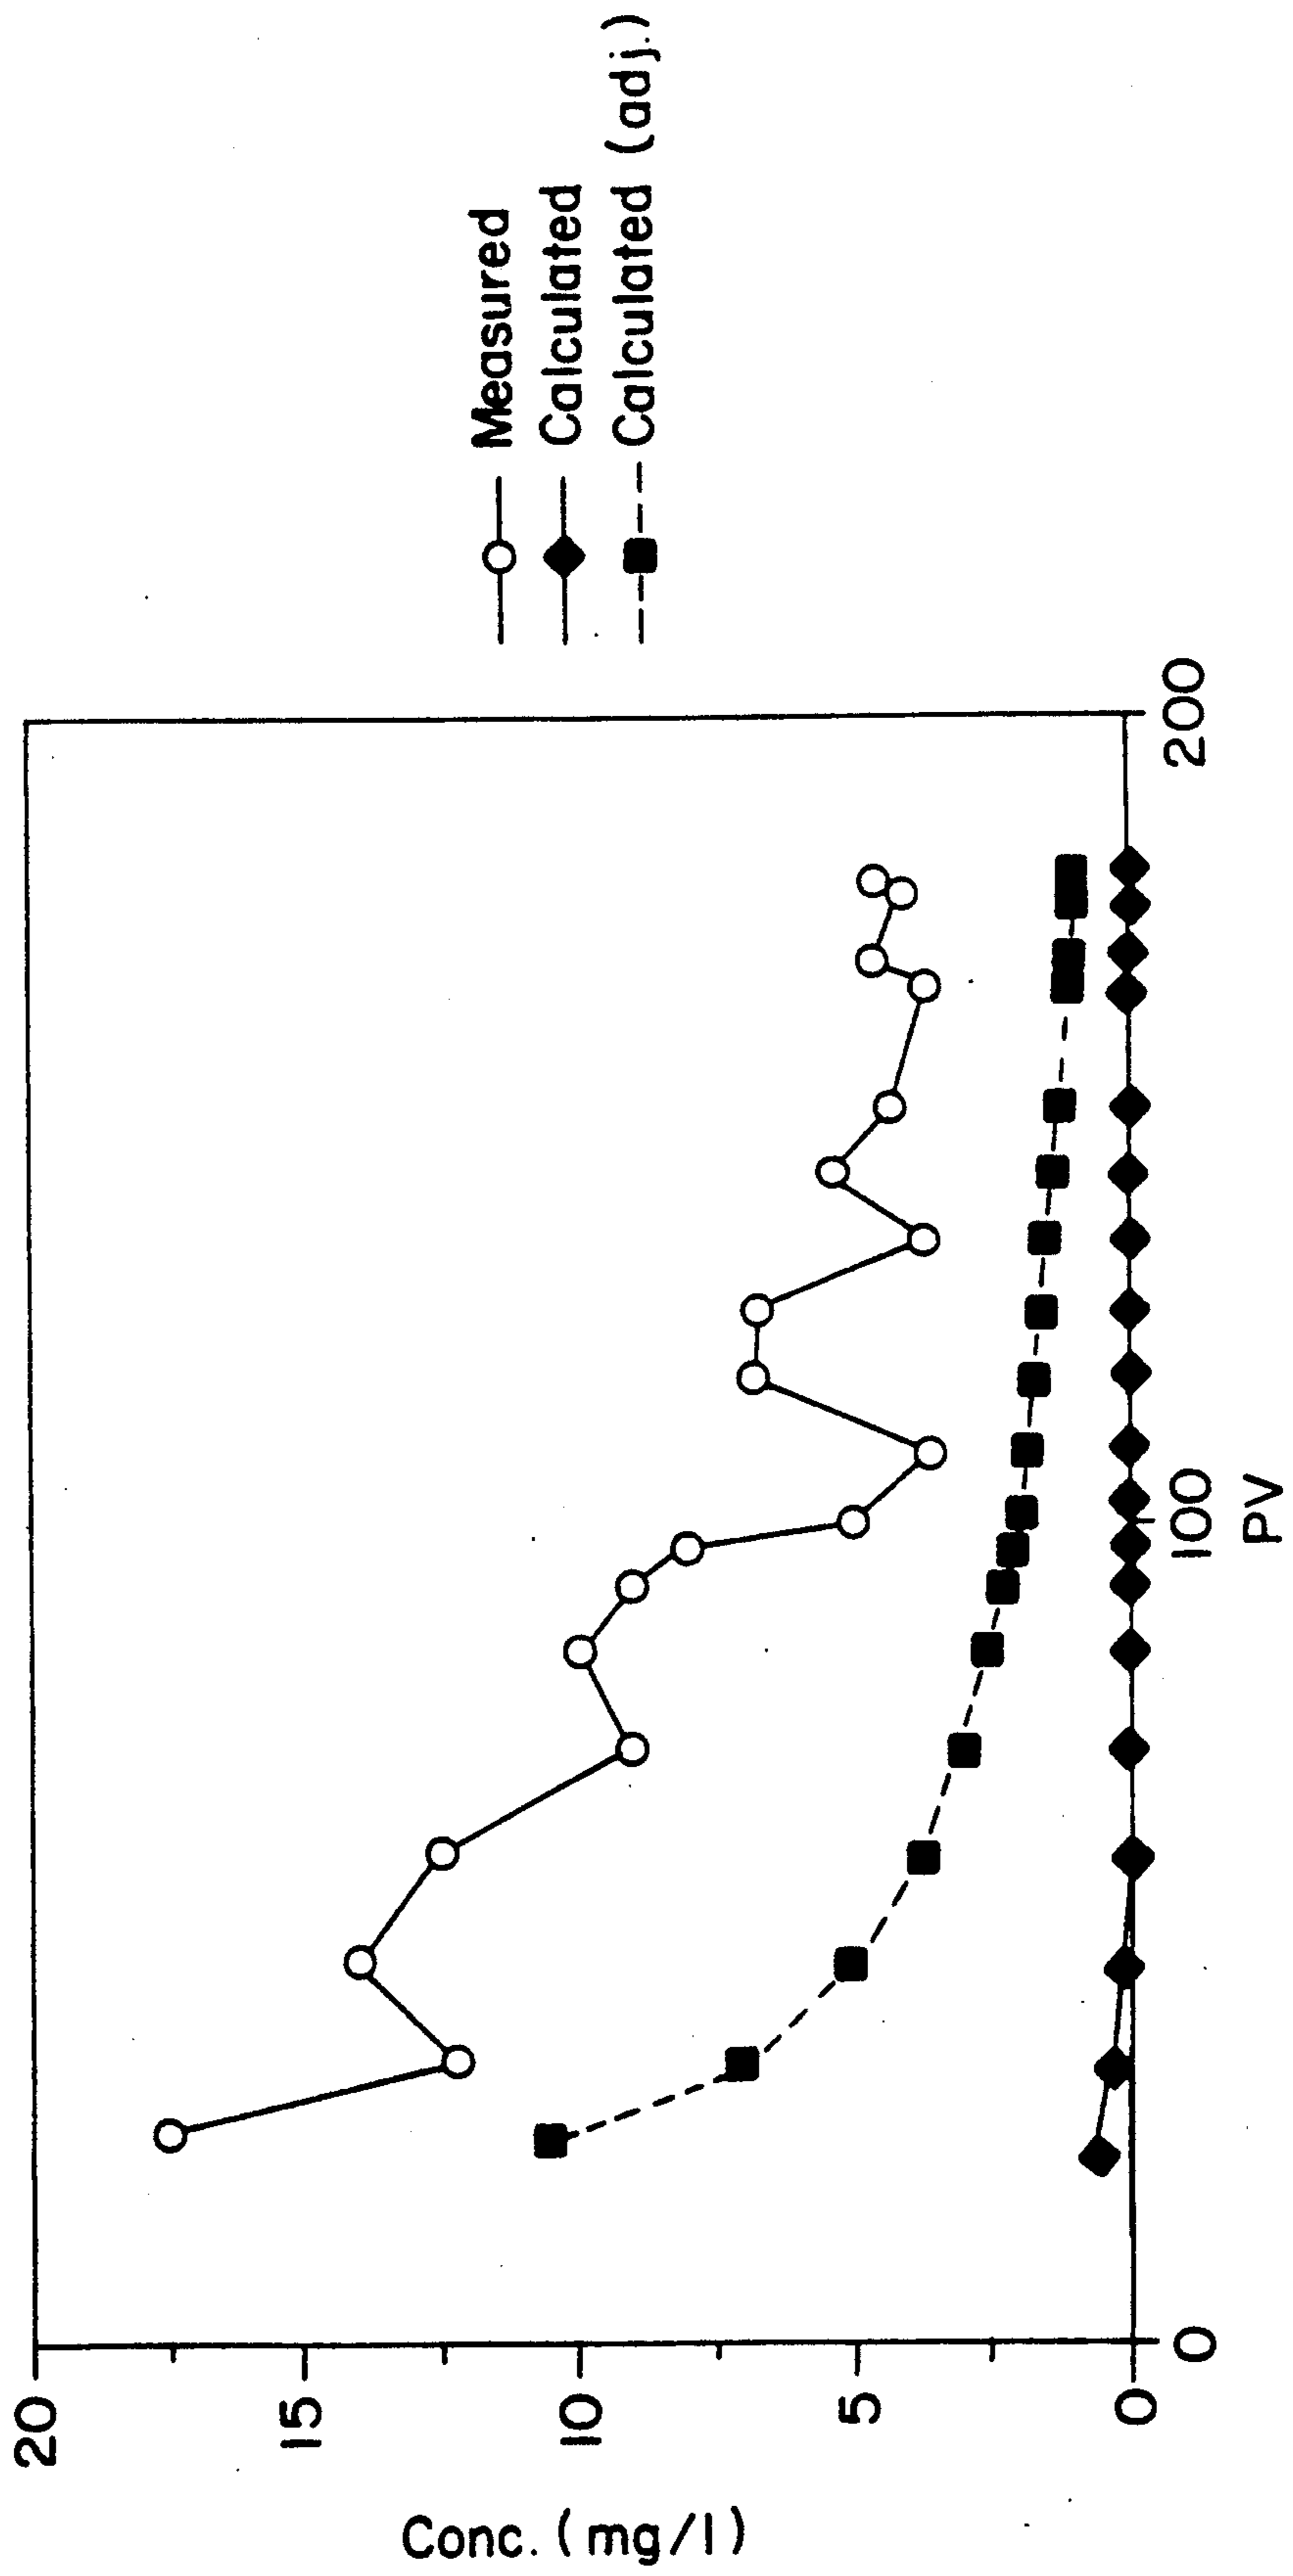 20
15
10
5
0
Conc. (mg/l)
0
100
200
PV
Measured
Calculated
Calculated (adj.)